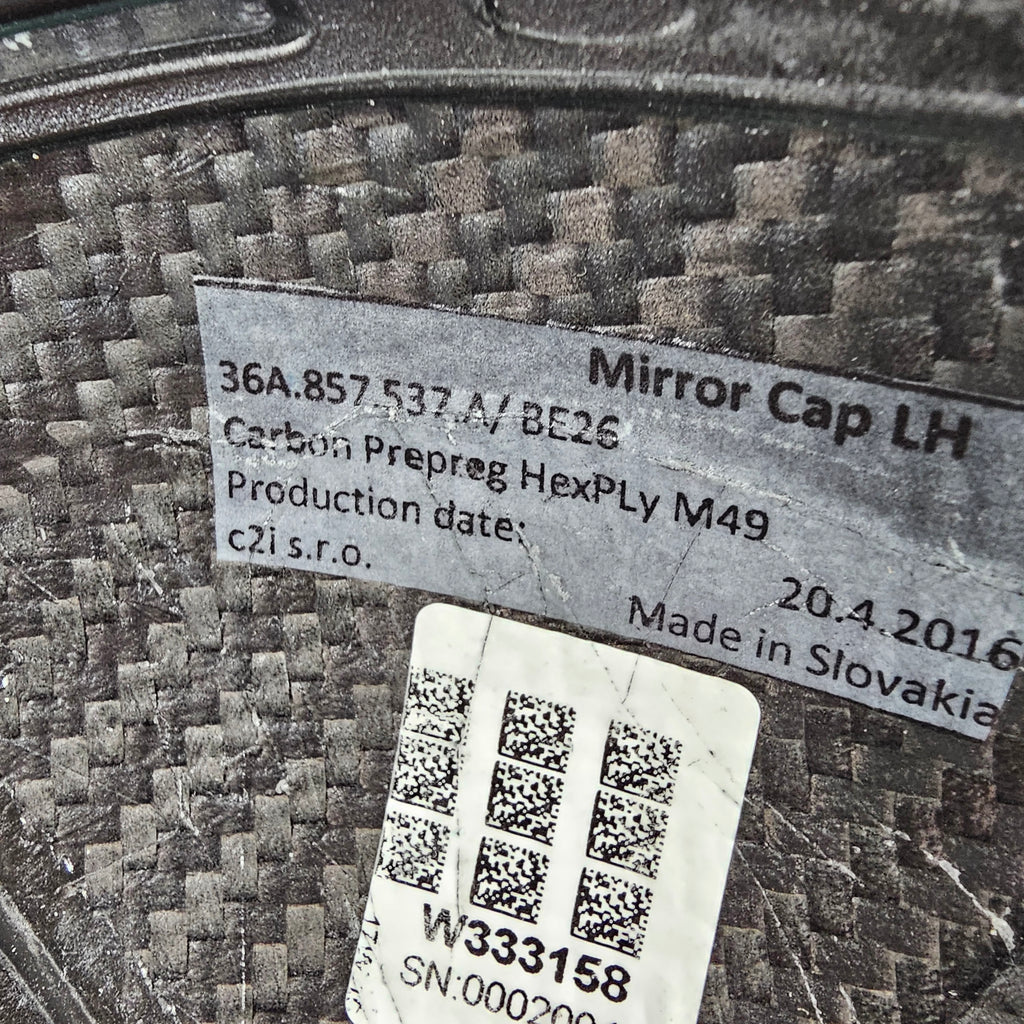 Mirror Cap LH
36A.857.537.A/ BE26
Carbon Prepreg HexPLy M49
Production date: 20.4.2016
c2i s.r.o. Made in Slovakia
W333158